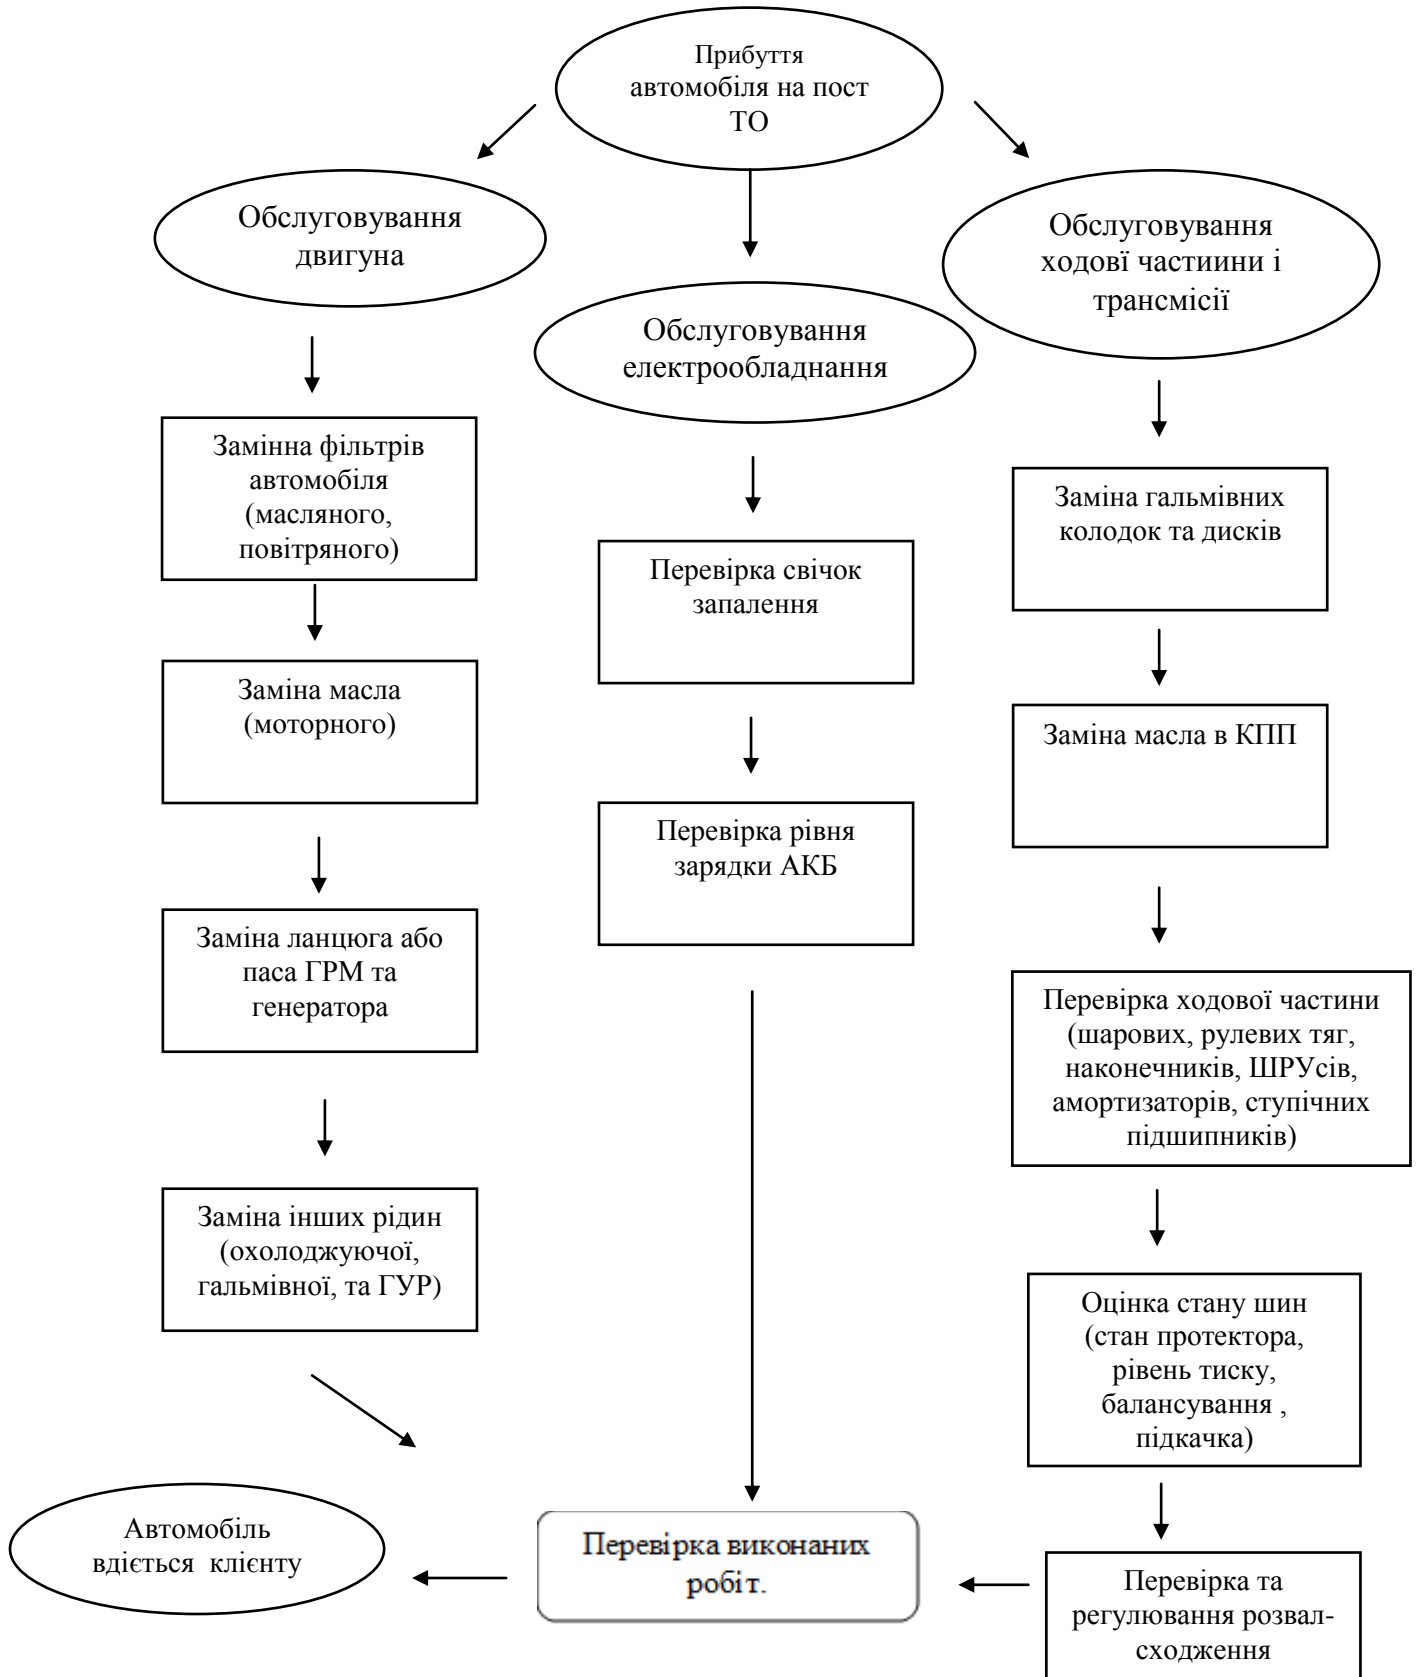 Прибуття
автомобіля на пост
ТО
Обслуговування
двигуна
Обслуговування
ходові частиини і
трансмісії
Обслуговування
електрообладнання
Замінна фільтрів
автомобіля
(масляного,
повітряного)
Заміна гальмівних
колодок та дисків
Перевірка свічок
запалення
Заміна масла
(моторного)
Заміна масла в КПП
Перевірка рівня
зарядки АКБ
Заміна ланцюга або
паса ГРМ та
генератора
Перевірка ходової частини
(шарових, рулевих тяг,
наконечників, ШРУсів,
амортизаторів, ступічних
підшипників)
Заміна інших рідин
(охолоджуючої,
гальмівної, та ГУР)
Оцінка стану шин
(стан протектора,
рівень тиску,
балансування ,
підкачка)
Автомобіль
вдіється клієнту
Перевірка виконаних
робіт.
Перевірка та
регулювання розвал-
сходження